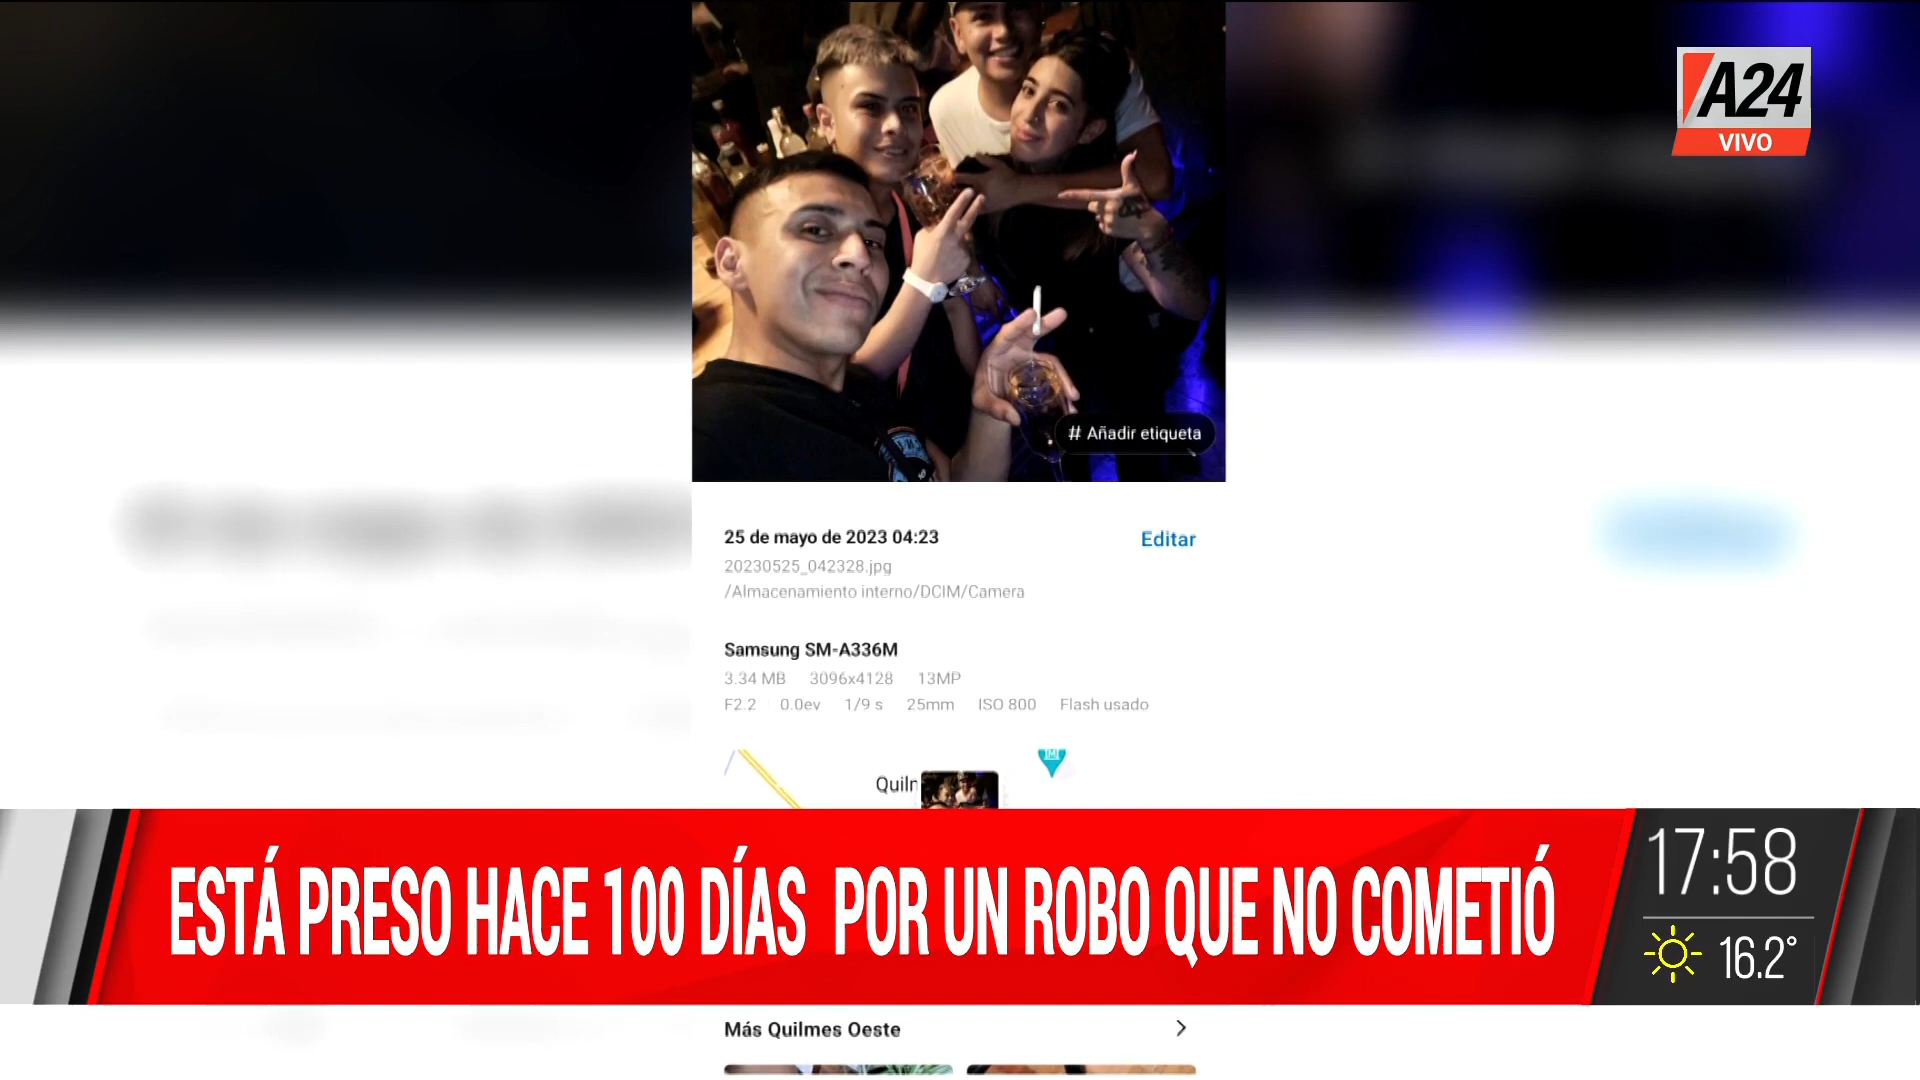 A24
VIVO
# Añadir etiqueta
25 de mayo de 2023 04:23
Editar
20230525_042328.jpg
/Almacenamiento interno/DCIM/Camera
Samsung SM-A336M
3.34 MB 3096x4128 13MP
F2.2 0.0ev 1/9 s 25mm ISO 800 Flash usado
ESTÁ PRESO HACE 100 DÍAS POR UN ROBO QUE NO COMETIÓ
17:58
16.2°
Más Quilmes Oeste